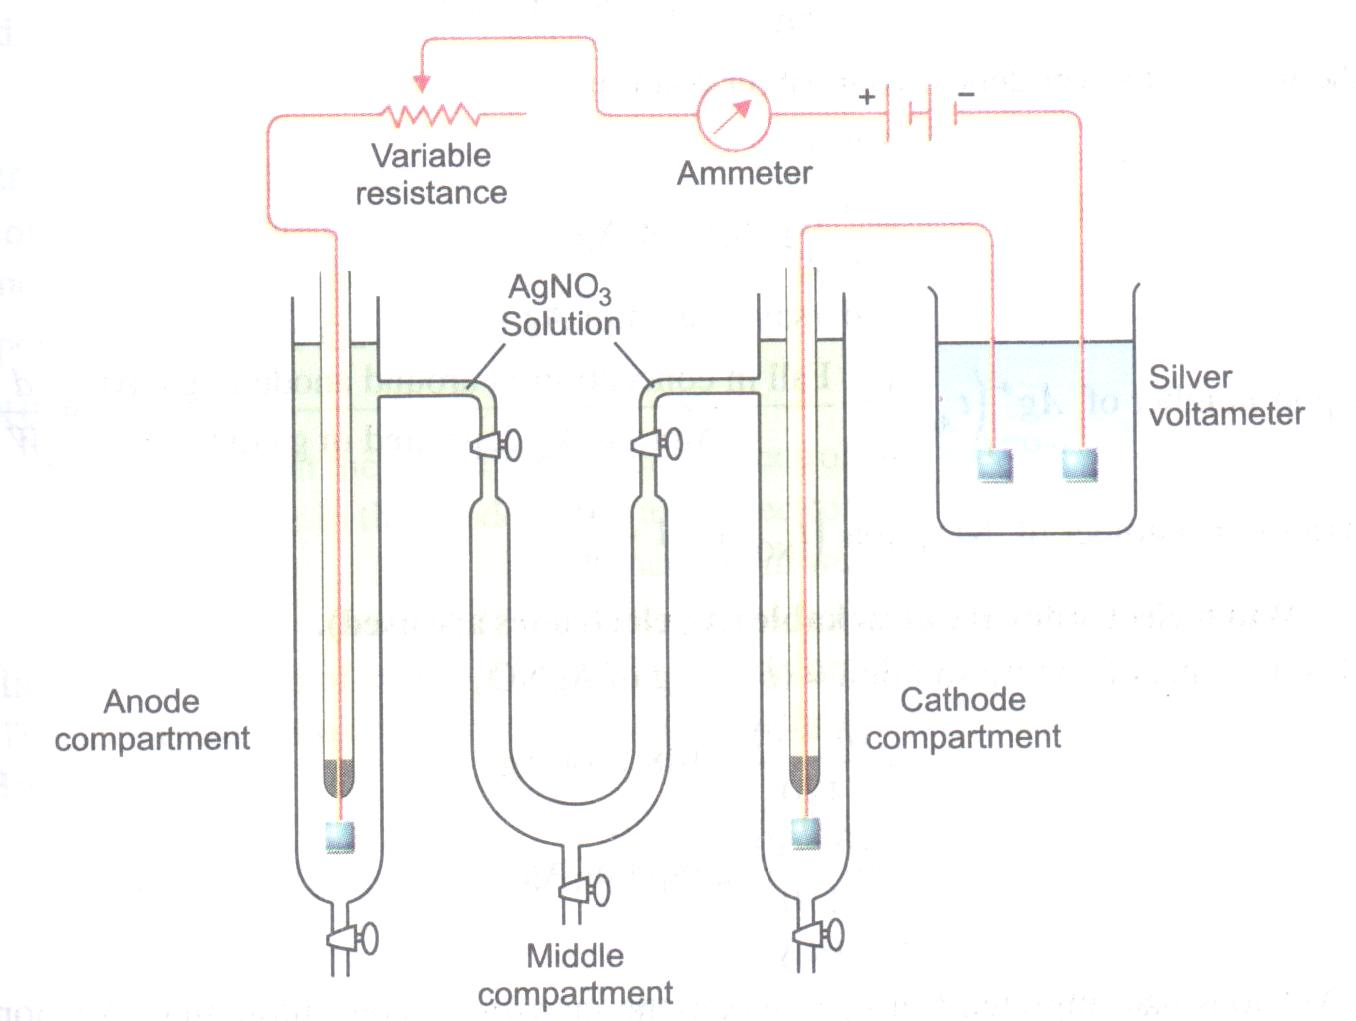 + −
Variable
resistance
Ammeter
AgNO₃
Solution
Silver
voltameter
Anode
compartment
Cathode
compartment
Middle
compartment